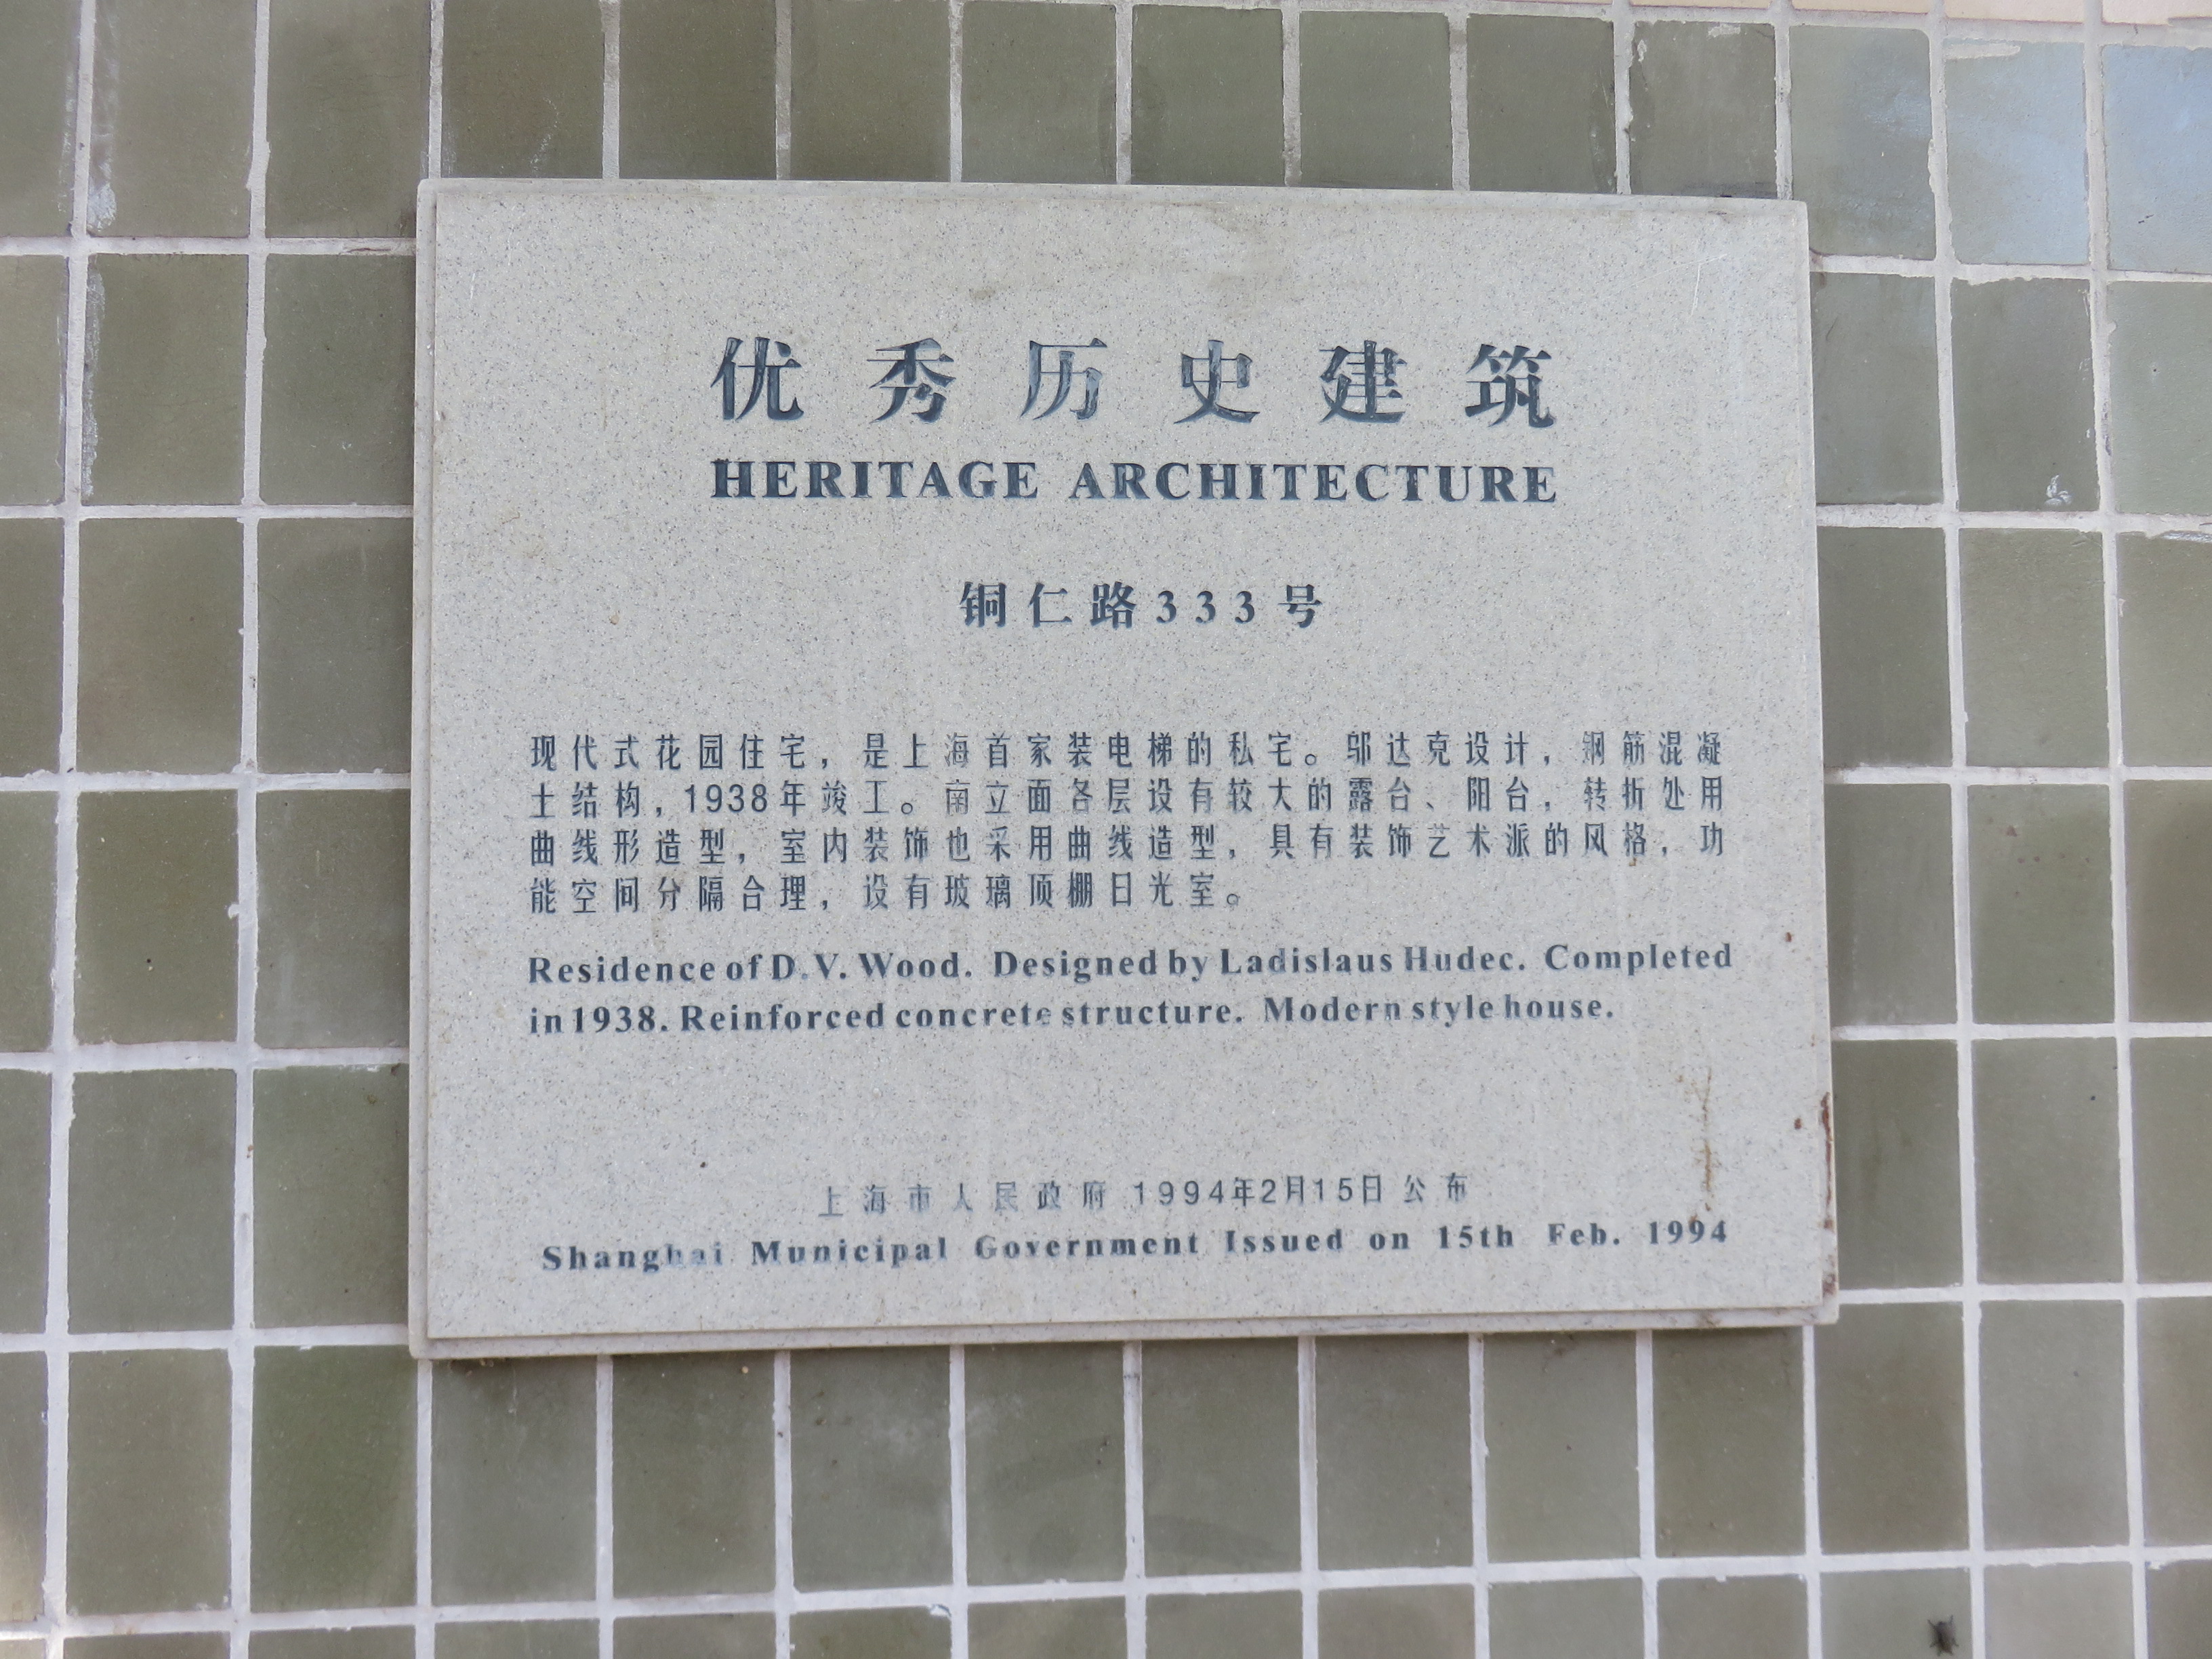 优秀历史建筑
HERITAGE ARCHITECTURE
铜仁路333号
现代式花园住宅，是上海首家装电梯的私宅。邬达克设计，钢筋混凝
土结构，1938年竣工。南立面各层设有较大的露台、阳台，转折处用
曲线形造型，室内装饰也采用曲线造型，具有装饰艺术派的风格，功
能空间分隔合理，设有玻璃顶棚日光室。
Residence of D.V. Wood. Designed by Ladislaus Hudec. Completed
in 1938. Reinforced concrete structure. Modern style house.
上海市人民政府 1994年2月15日公布
Shanghai Municipal Government Issued on 15th Feb. 1994